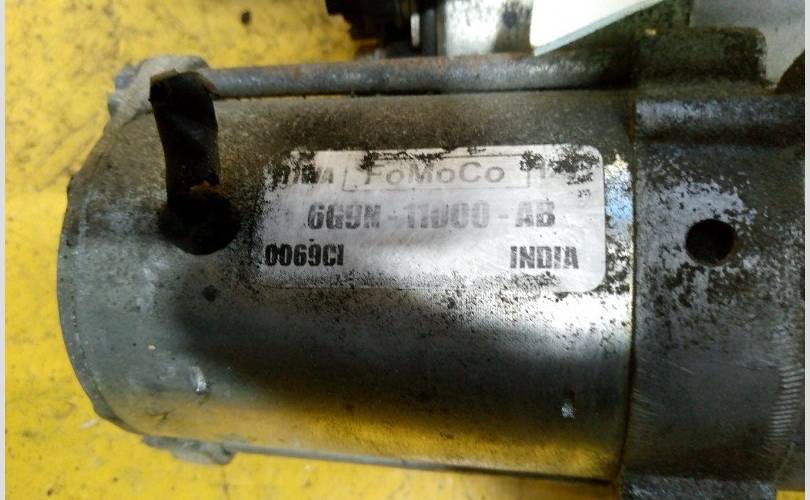 FoMoCo
6G9N-11000-AB
0069CI INDIA